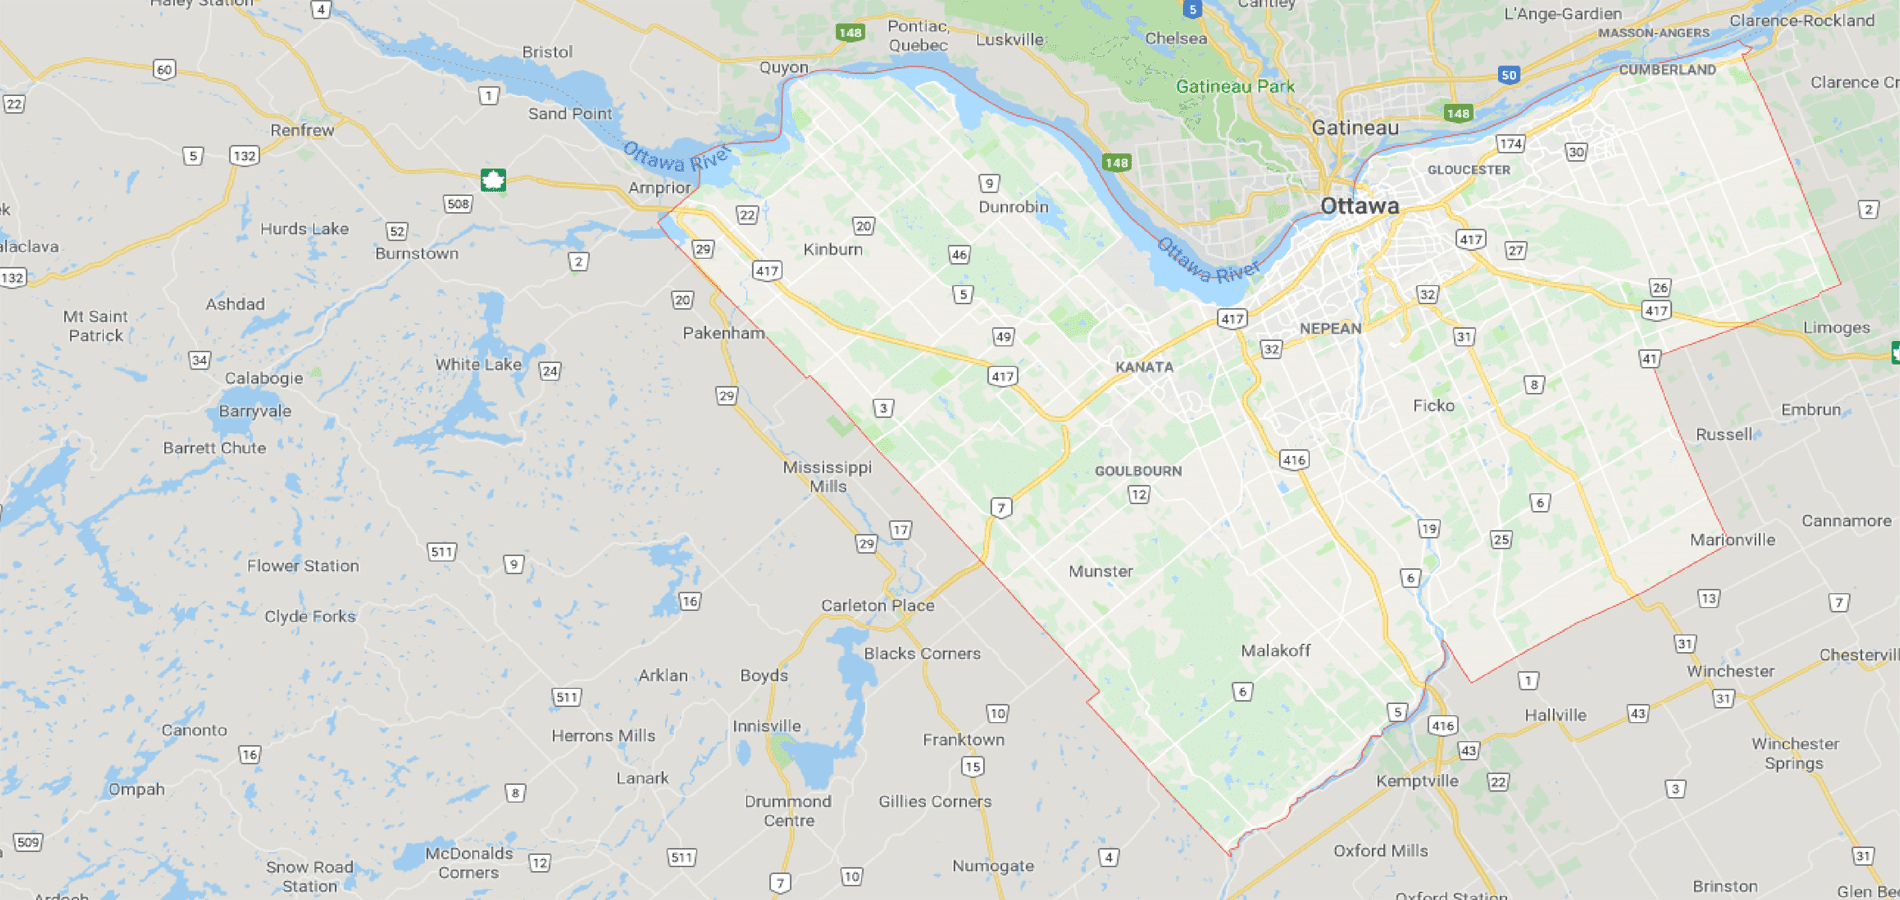 Haley Station
4
Bristol
148
Pontiac,
Quebec
Luskville
5
Cantley
Chelsea
L'Ange-Gardien
Clarence-Rockland
MASSON-ANGERS
60
Quyon
50
CUMBERLAND
22
1
Sand Point
Gatineau Park
148
Clarence
Renfrew
Gatineau
5
132
Ottawa River
148
174
30
GLOUCESTER
Arnprior
9
508
Dunrobin
Ottawa
2
52
22
20
Hurds Lake
Burnstown
2
29
Kinburn
46
Ottawa River
417
27
132
417
5
20
32
26
417
Ashdad
Mt Saint
Patrick
Pakenham
49
417
NEPEAN
31
Limoges
34
White Lake
24
417
KANATA
32
41
Calabogie
8
Barryvale
29
3
Ficko
Embrun
Barrett Chute
Russell
Mississippi
Mills
GOULBOURN
12
416
7
6
17
19
Cannamore
29
25
Marionville
511
9
Flower Station
Munster
6
16
Carleton Place
13
7
Clyde Forks
Blacks Corners
Malakoff
31
Chesterville
Arklan
Boyds
6
1
Winchester
511
10
5
416
31
43
Hallville
Innisville
Canonto
16
Herrons Mills
Franktown
43
Winchester
Springs
15
Lanark
Kemptville
22
3
Ompah
8
Drummond
Centre
Gillies Corners
509
McDonalds
Corners
12
511
4
Oxford Mills
31
Snow Road
Station
7
10
Numogate
Brinston
Glen Be
Ardoch
Oxford Station